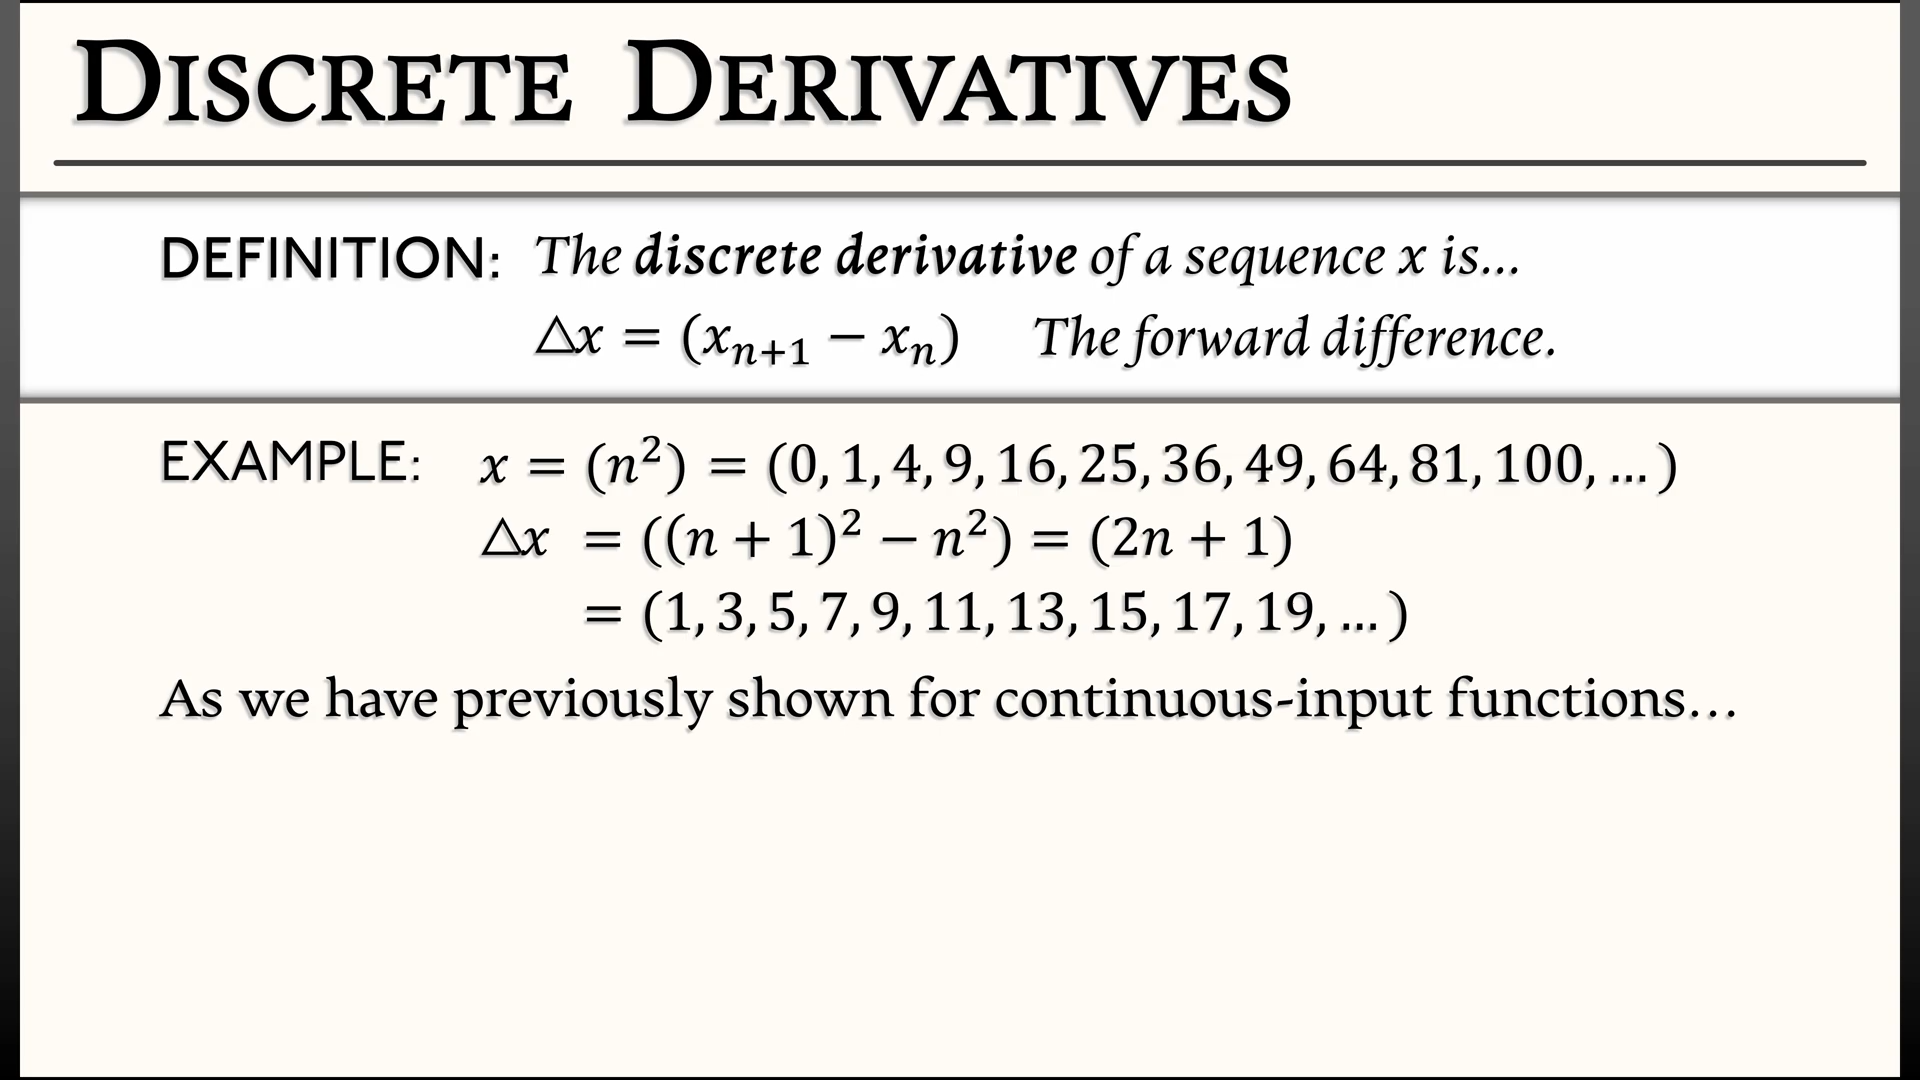 DISCRETE DERIVATIVES
DEFINITION: The discrete derivative of a sequence x is...
△x = (xₙ₊₁ − xₙ) The forward difference.
EXAMPLE: x = (n²) = (0, 1, 4, 9, 16, 25, 36, 49, 64, 81, 100, ... )
△x = ((n + 1)² − n²) = (2n + 1)
= (1, 3, 5, 7, 9, 11, 13, 15, 17, 19, ... )
As we have previously shown for continuous-input functions...